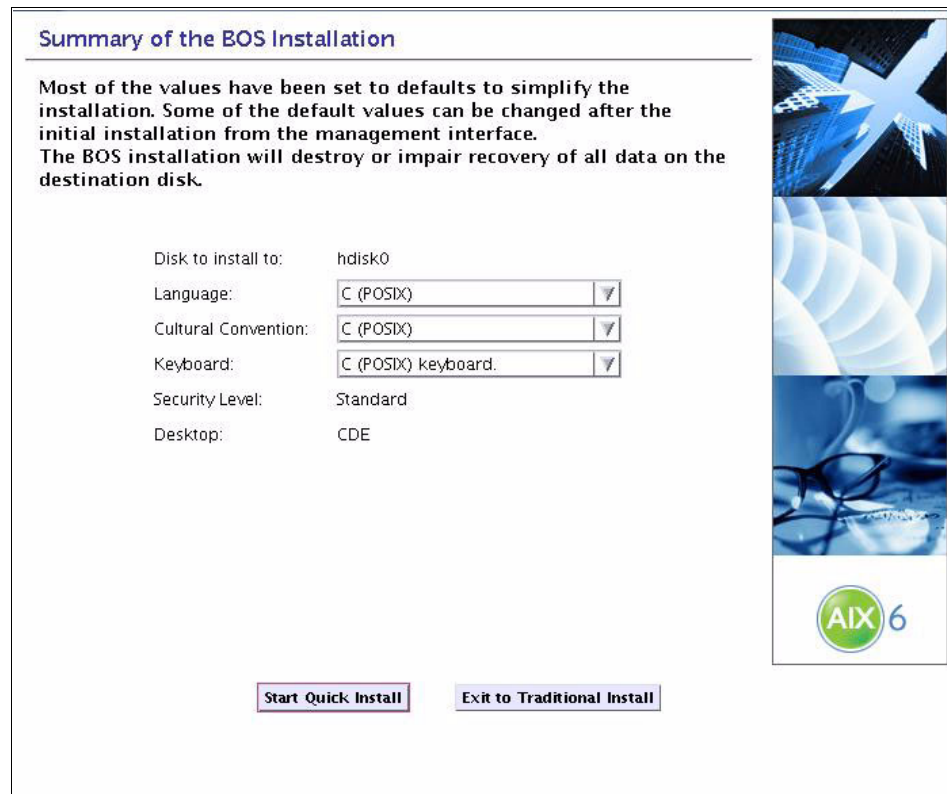 Summary of the BOS Installation
Most of the values have been set to defaults to simplify the
installation. Some of the default values can be changed after the
initial installation from the management interface.
The BOS installation will destroy or impair recovery of all data on the
destination disk.
Disk to install to: hdisk0
Language: C (POSIX)
Cultural Convention: C (POSIX)
Keyboard: C (POSIX) keyboard.
Security Level: Standard
Desktop: CDE
AIX 6
Start Quick Install Exit to Traditional Install